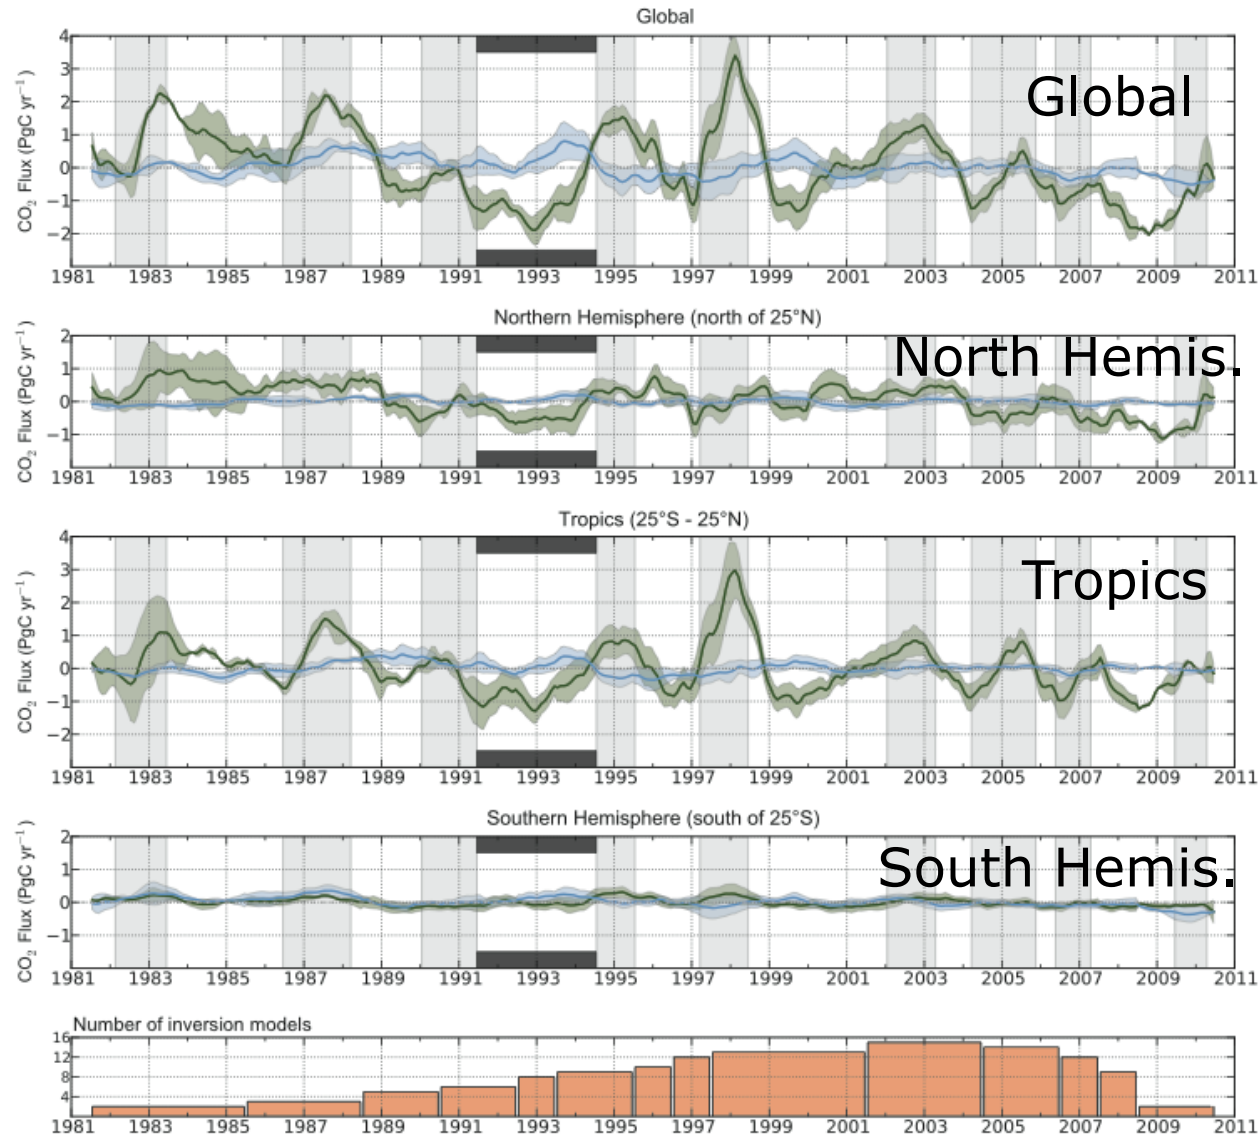 Global
CO₂ Flux (PgC yr⁻¹)
4
3
2
1
0
−1
−2
Global
1981 1983 1985 1987 1989 1991 1993 1995 1997 1999 2001 2003 2005 2007 2009 2011
Northern Hemisphere (north of 25°N)
CO₂ Flux (PgC yr⁻¹)
2
1
0
−1
North Hemis.
1981 1983 1985 1987 1989 1991 1993 1995 1997 1999 2001 2003 2005 2007 2009 2011
Tropics (25°S - 25°N)
CO₂ Flux (PgC yr⁻¹)
4
3
2
1
0
−1
−2
Tropics
1981 1983 1985 1987 1989 1991 1993 1995 1997 1999 2001 2003 2005 2007 2009 2011
Southern Hemisphere (south of 25°S)
CO₂ Flux (PgC yr⁻¹)
2
1
0
−1
South Hemis.
1981 1983 1985 1987 1989 1991 1993 1995 1997 1999 2001 2003 2005 2007 2009 2011
Number of inversion models
16
12
8
4
1981 1983 1985 1987 1989 1991 1993 1995 1997 1999 2001 2003 2005 2007 2009 2011